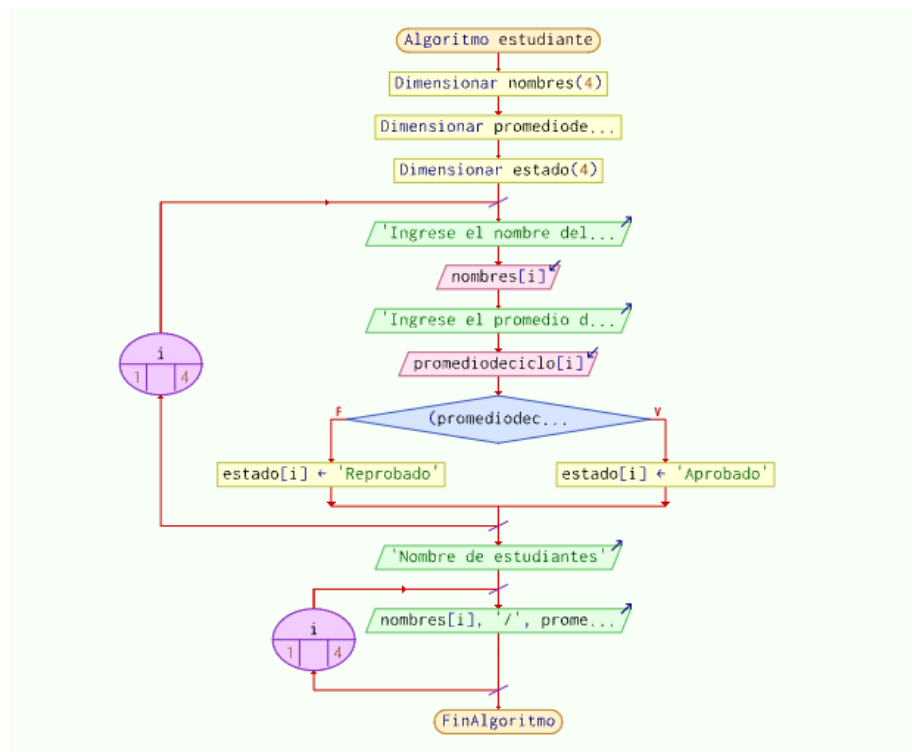 Algoritmo estudiante
Dimensionar nombres(4)
Dimensionar promediode...
Dimensionar estado(4)
'Ingrese el nombre del...
nombres[i]
'Ingrese el promedio d...
i
1 4
promediodeciclo[i]
F
(promediodec...
V
estado[i] ← 'Reprobado'
estado[i] ← 'Aprobado'
'Nombre de estudiantes'
nombres[i], '/', prome...
i
1 4
FinAlgoritmo